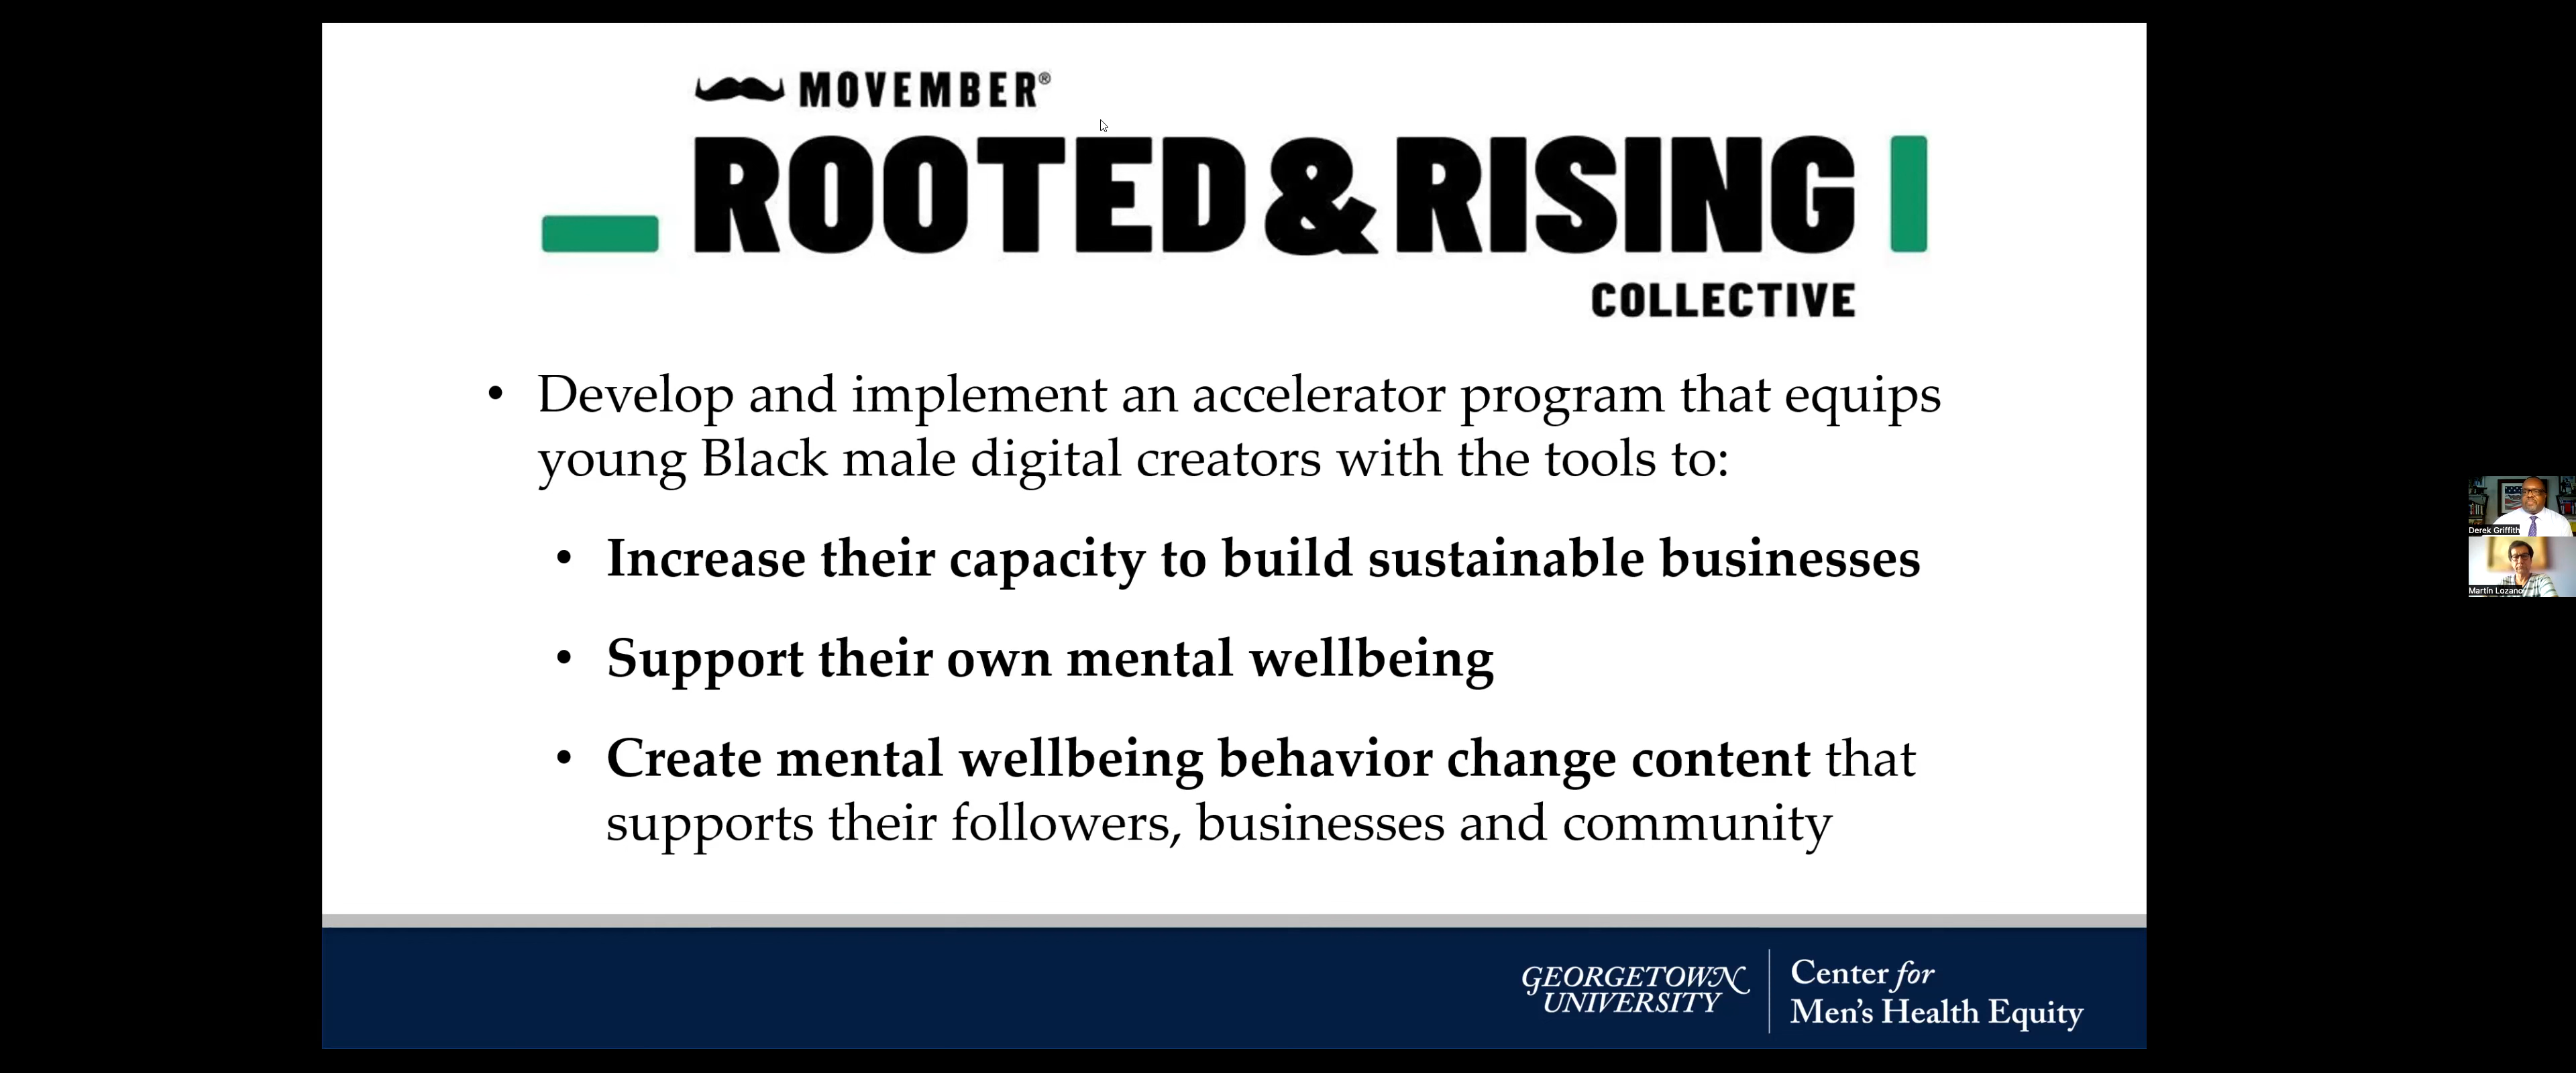 MOVEMBER®
ROOTED & RISING
COLLECTIVE
• Develop and implement an accelerator program that equips
young Black male digital creators with the tools to:
• Increase their capacity to build sustainable businesses
• Support their own mental wellbeing
• Create mental wellbeing behavior change content that
supports their followers, businesses and community
GEORGETOWN
UNIVERSITY
Center for
Men's Health Equity
Derek Griffith
Martín Lozano